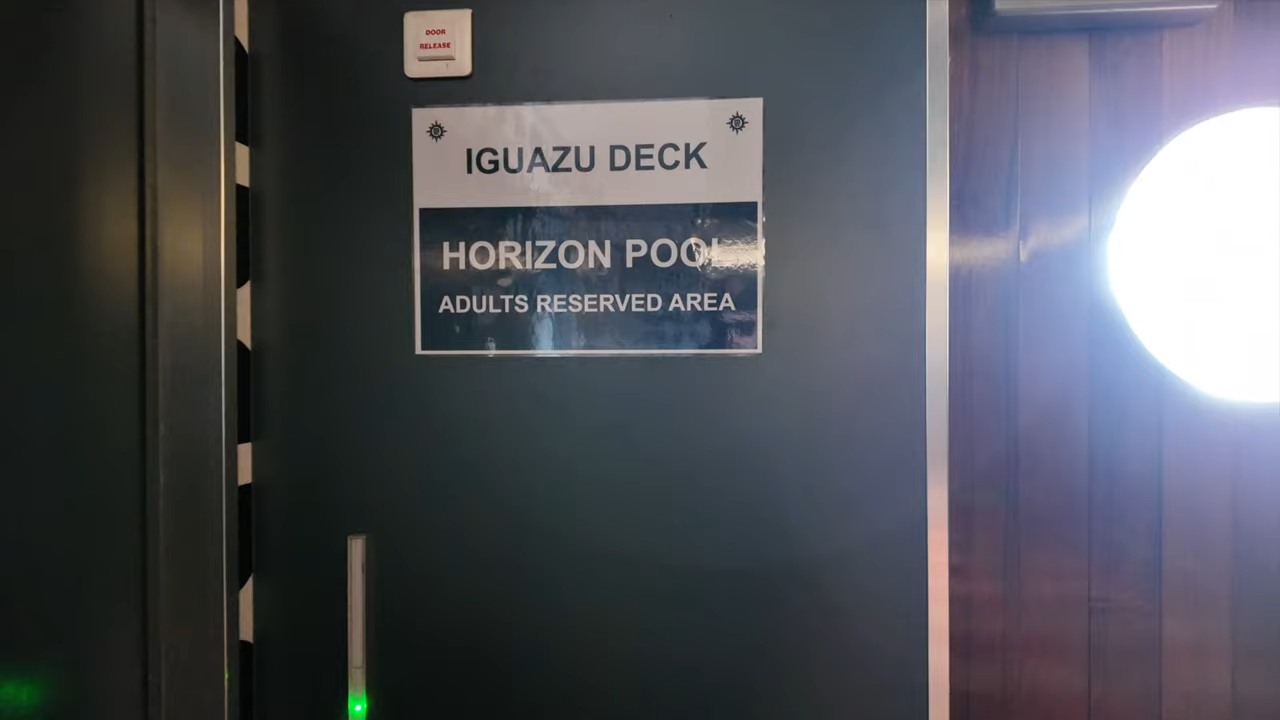 DOOR
RELEASE
IGUAZU DECK
HORIZON POOL
ADULTS RESERVED AREA